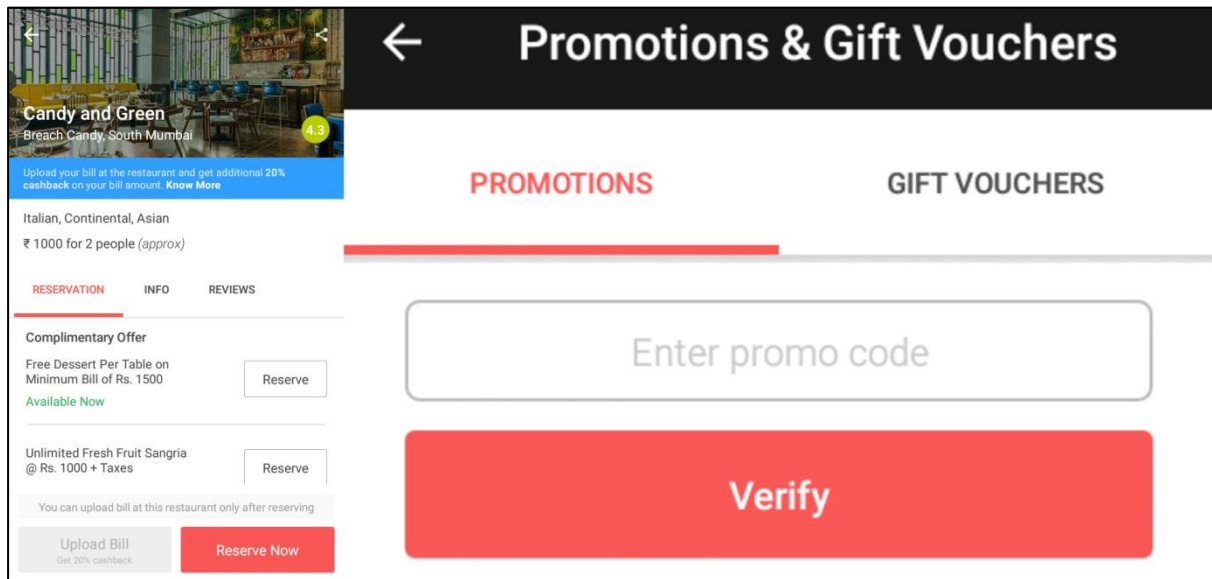 Candy and Green
Breach Candy, South Mumbai
4.3
Upload your bill at the restaurant and get additional 20%
cashback on your bill amount. Know More
Italian, Continental, Asian
₹ 1000 for 2 people (approx)
RESERVATION INFO REVIEWS
Complimentary Offer
Free Dessert Per Table on
Minimum Bill of Rs. 1500
Reserve
Available Now
Unlimited Fresh Fruit Sangria
@ Rs. 1000 + Taxes
Reserve
You can upload bill at this restaurant only after reserving
Upload Bill
Get 20% cashback
Reserve Now
Promotions & Gift Vouchers
PROMOTIONS GIFT VOUCHERS
Enter promo code
Verify